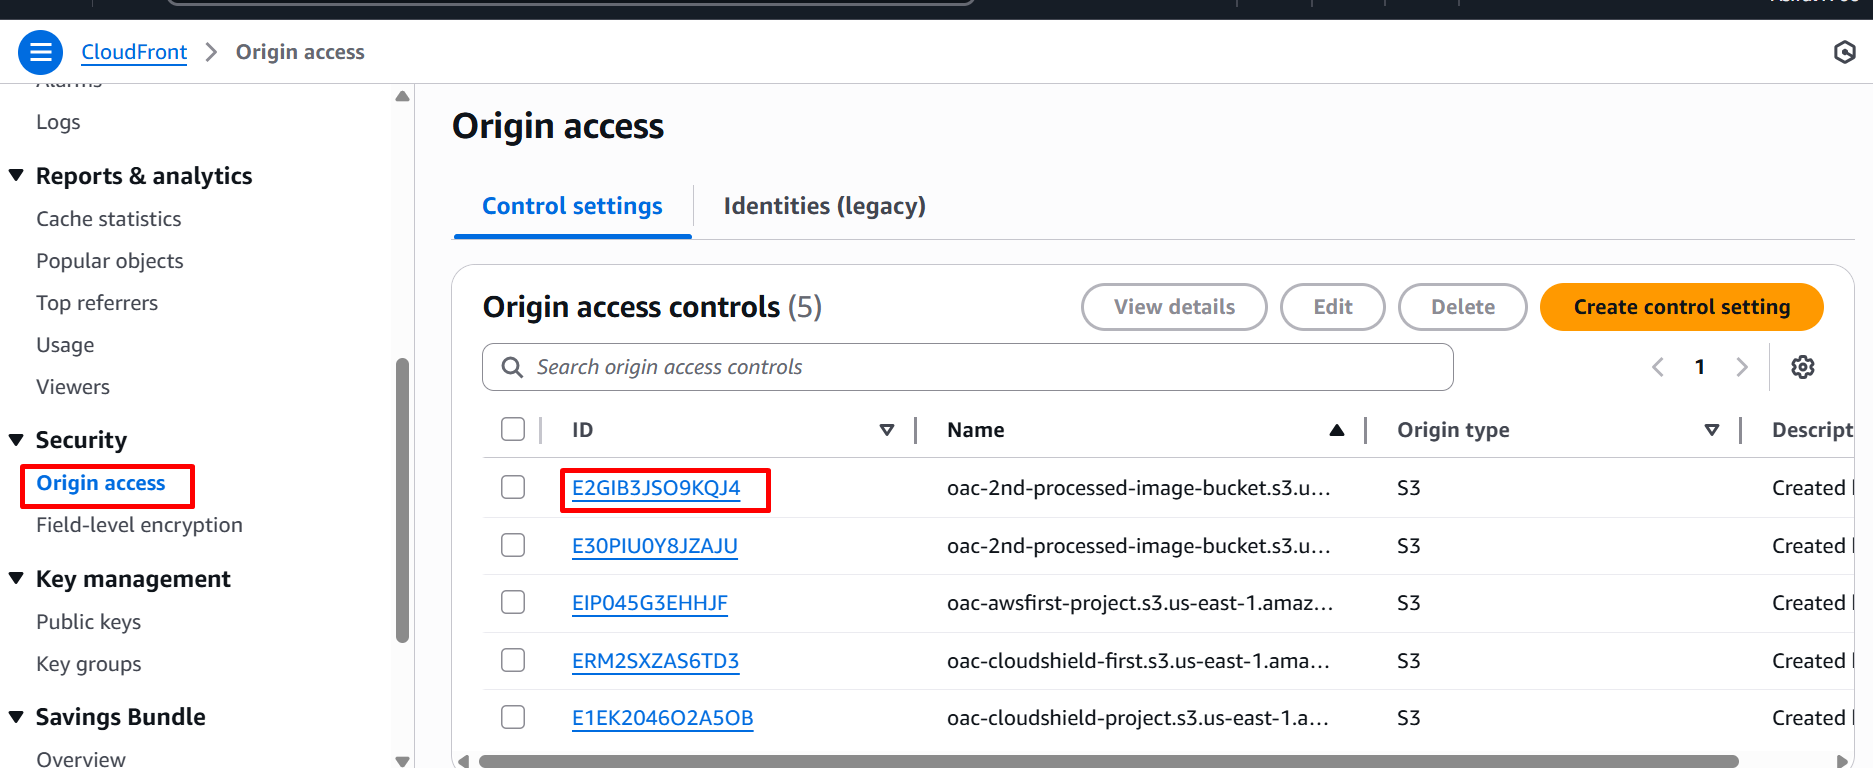 CloudFront > Origin access
Alarms
Logs
Reports & analytics
Cache statistics
Popular objects
Top referrers
Usage
Viewers
Security
Origin access
Field-level encryption
Key management
Public keys
Key groups
Savings Bundle
Overview
Origin access
Control settings
Identities (legacy)
Origin access controls (5)
View details
Edit
Delete
Create control setting
Search origin access controls
1
ID Name Origin type Descript
E2GIB3JSO9KQJ4 oac-2nd-processed-image-bucket.s3.u... S3 Created
E30PIU0Y8JZAJU oac-2nd-processed-image-bucket.s3.u... S3 Created
EIP045G3EHHJF oac-awsfirst-project.s3.us-east-1.amaz... S3 Created
ERM2SXZAS6TD3 oac-cloudshield-first.s3.us-east-1.ama... S3 Created
E1EK2046O2A5OB oac-cloudshield-project.s3.us-east-1.a... S3 Created